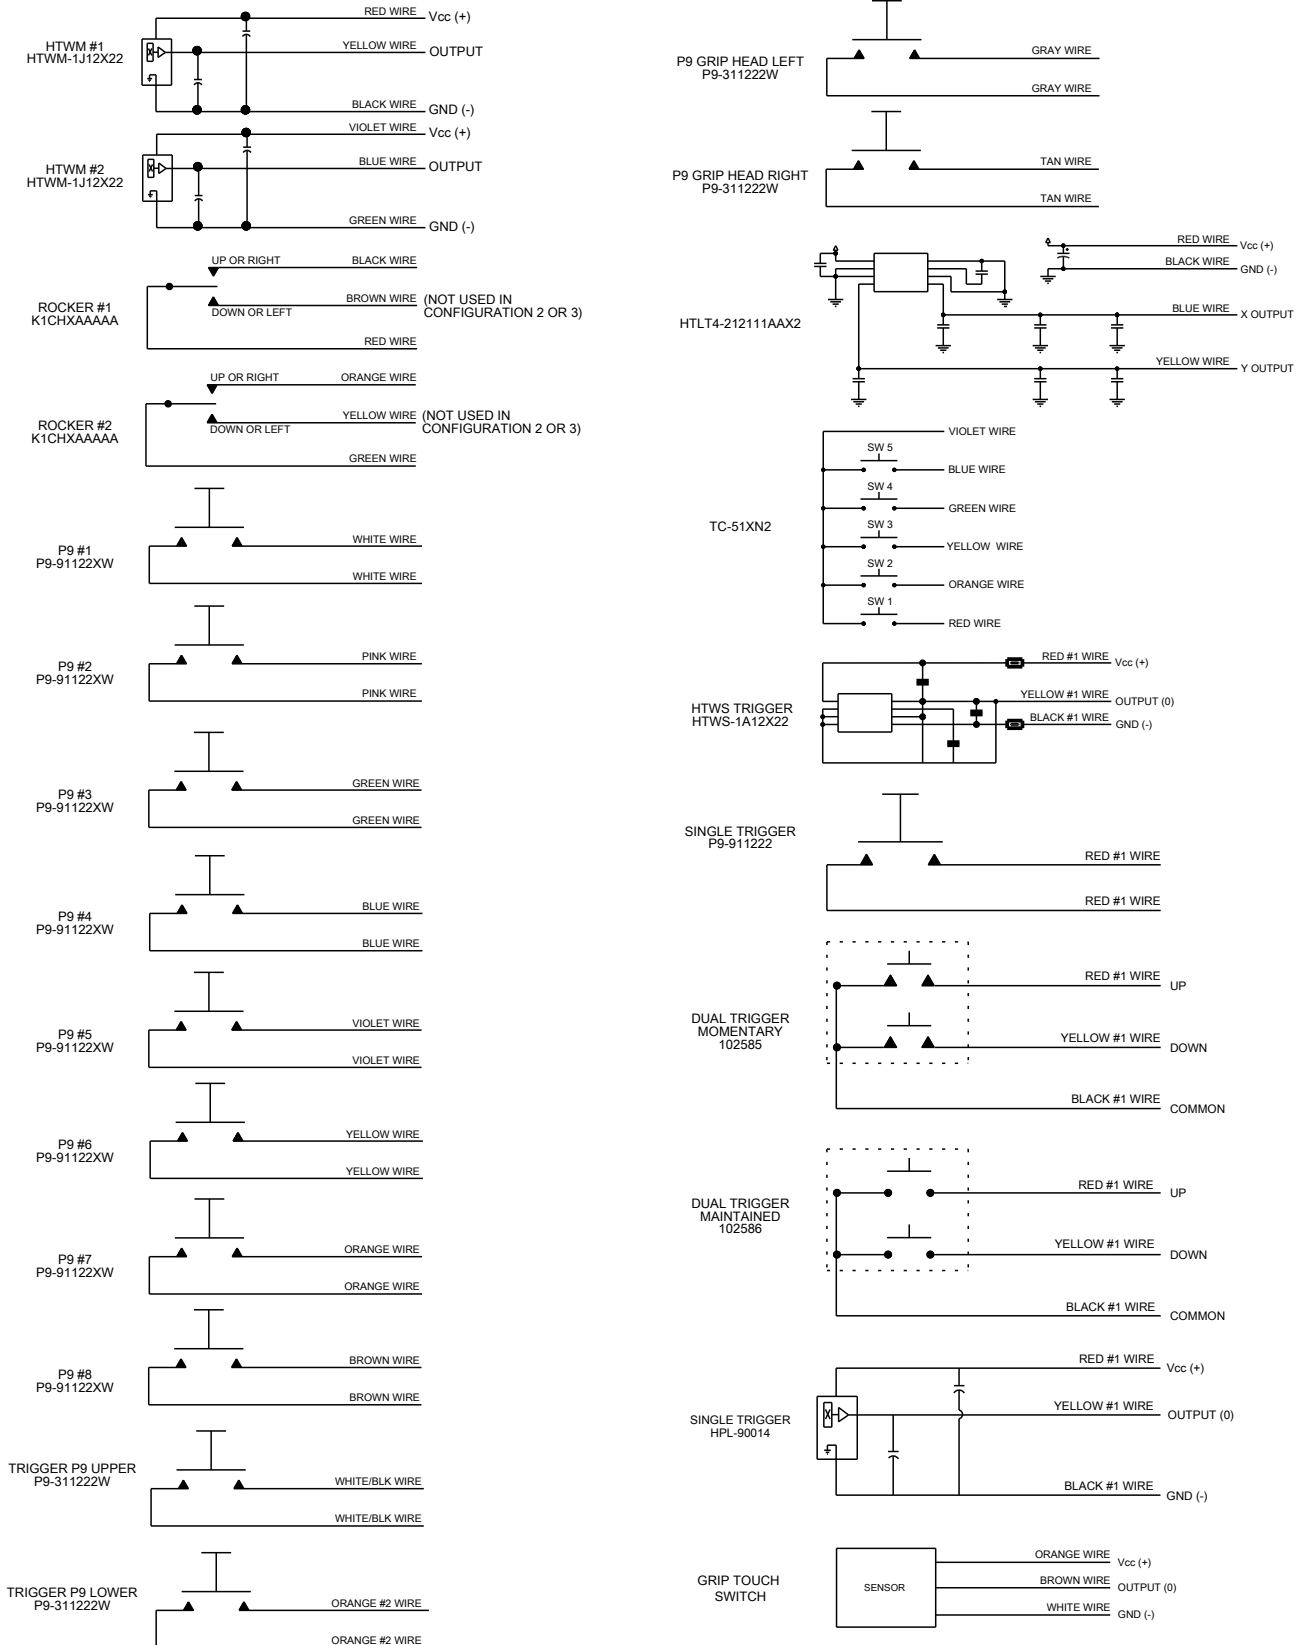 RED WIRE
Vcc (+)
HTWM #1
HTWM-1J12X22
YELLOW WIRE
OUTPUT
BLACK WIRE
GND (-)
VIOLET WIRE
Vcc (+)
HTWM #2
HTWM-1J12X22
BLUE WIRE
OUTPUT
GREEN WIRE
GND (-)
UP OR RIGHT
BLACK WIRE
ROCKER #1
K1CHXAAAAA
BROWN WIRE
(NOT USED IN
CONFIGURATION 2 OR 3)
DOWN OR LEFT
RED WIRE
UP OR RIGHT
ORANGE WIRE
ROCKER #2
K1CHXAAAAA
YELLOW WIRE
(NOT USED IN
CONFIGURATION 2 OR 3)
DOWN OR LEFT
GREEN WIRE
P9 #1
P9-91122XW
WHITE WIRE
WHITE WIRE
P9 #2
P9-91122XW
PINK WIRE
PINK WIRE
P9 #3
P9-91122XW
GREEN WIRE
GREEN WIRE
P9 #4
P9-91122XW
BLUE WIRE
BLUE WIRE
P9 #5
P9-91122XW
VIOLET WIRE
VIOLET WIRE
P9 #6
P9-91122XW
YELLOW WIRE
YELLOW WIRE
P9 #7
P9-91122XW
ORANGE WIRE
ORANGE WIRE
P9 #8
P9-91122XW
BROWN WIRE
BROWN WIRE
TRIGGER P9 UPPER
P9-311222W
WHITE/BLK WIRE
WHITE/BLK WIRE
TRIGGER P9 LOWER
P9-311222W
ORANGE #2 WIRE
ORANGE #2 WIRE
P9 GRIP HEAD LEFT
P9-311222W
GRAY WIRE
GRAY WIRE
P9 GRIP HEAD RIGHT
P9-311222W
TAN WIRE
TAN WIRE
HTLT4-212111AAX2
RED WIRE
Vcc (+)
BLACK WIRE
GND (-)
BLUE WIRE
X OUTPUT
YELLOW WIRE
Y OUTPUT
TC-51XN2
VIOLET WIRE
SW 5
BLUE WIRE
SW 4
GREEN WIRE
SW 3
YELLOW WIRE
SW 2
ORANGE WIRE
SW 1
RED WIRE
HTWS TRIGGER
HTWS-1A12X22
RED #1 WIRE
Vcc (+)
YELLOW #1 WIRE
OUTPUT (0)
BLACK #1 WIRE
GND (-)
SINGLE TRIGGER
P9-911222
RED #1 WIRE
RED #1 WIRE
DUAL TRIGGER
MOMENTARY
102585
RED #1 WIRE
UP
YELLOW #1 WIRE
DOWN
BLACK #1 WIRE
COMMON
DUAL TRIGGER
MAINTAINED
102586
RED #1 WIRE
UP
YELLOW #1 WIRE
DOWN
BLACK #1 WIRE
COMMON
SINGLE TRIGGER
HPL-90014
RED #1 WIRE
Vcc (+)
YELLOW #1 WIRE
OUTPUT (0)
BLACK #1 WIRE
GND (-)
GRIP TOUCH
SWITCH
SENSOR
ORANGE WIRE
Vcc (+)
BROWN WIRE
OUTPUT (0)
WHITE WIRE
GND (-)